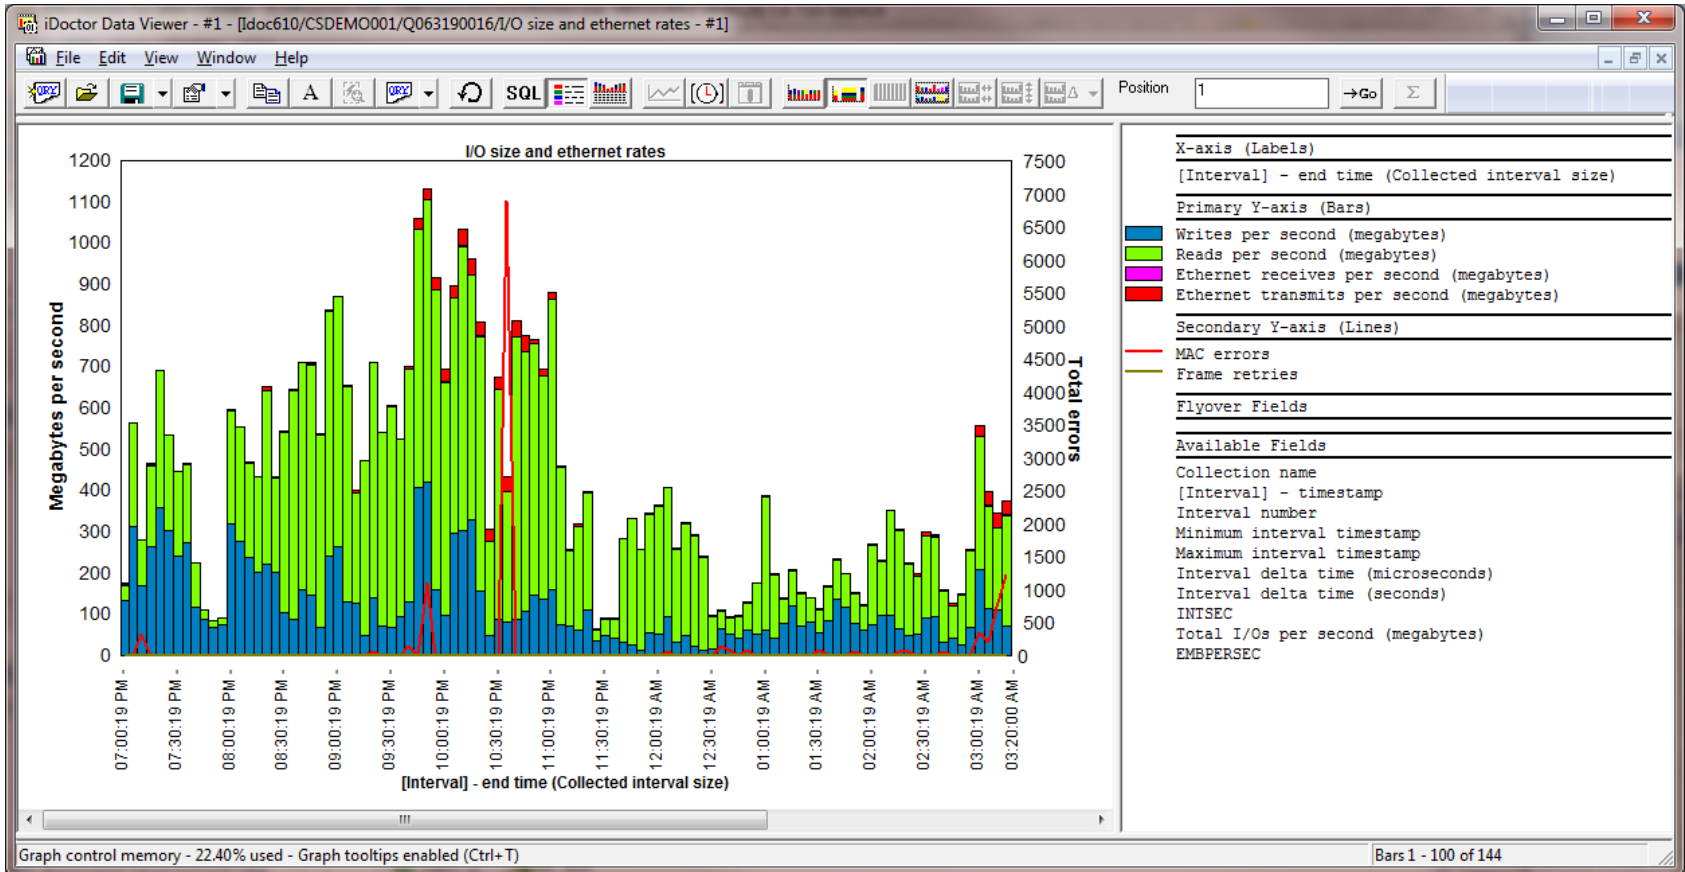 iDoctor Data Viewer - #1 - [Idoc610/CSDEMO001/Q063190016/I/O size and ethernet rates - #1]
File Edit View Window Help
QRY A QRY SQL Position 1 →Go Σ
I/O size and ethernet rates
1200
1100
1000
900
800
700
600
500
400
300
200
100
0
Megabytes per second
7500
7000
6500
6000
5500
5000
4500
4000
3500
3000
2500
2000
1500
1000
500
0
Total errors
07:00:19 PM
07:30:19 PM
08:00:19 PM
08:30:19 PM
09:00:19 PM
09:30:19 PM
10:00:19 PM
10:30:19 PM
11:00:19 PM
11:30:19 PM
12:00:19 AM
12:30:19 AM
01:00:19 AM
01:30:19 AM
02:00:19 AM
02:30:19 AM
03:00:19 AM
03:20:00 AM
[Interval] - end time (Collected interval size)
X-axis (Labels)
[Interval] - end time (Collected interval size)
Primary Y-axis (Bars)
Writes per second (megabytes)
Reads per second (megabytes)
Ethernet receives per second (megabytes)
Ethernet transmits per second (megabytes)
Secondary Y-axis (Lines)
MAC errors
Frame retries
Flyover Fields
Available Fields
Collection name
[Interval] - timestamp
Interval number
Minimum interval timestamp
Maximum interval timestamp
Interval delta time (microseconds)
Interval delta time (seconds)
INTSEC
Total I/Os per second (megabytes)
EMBPERSEC
Graph control memory - 22.40% used - Graph tooltips enabled (Ctrl+T)
Bars 1 - 100 of 144